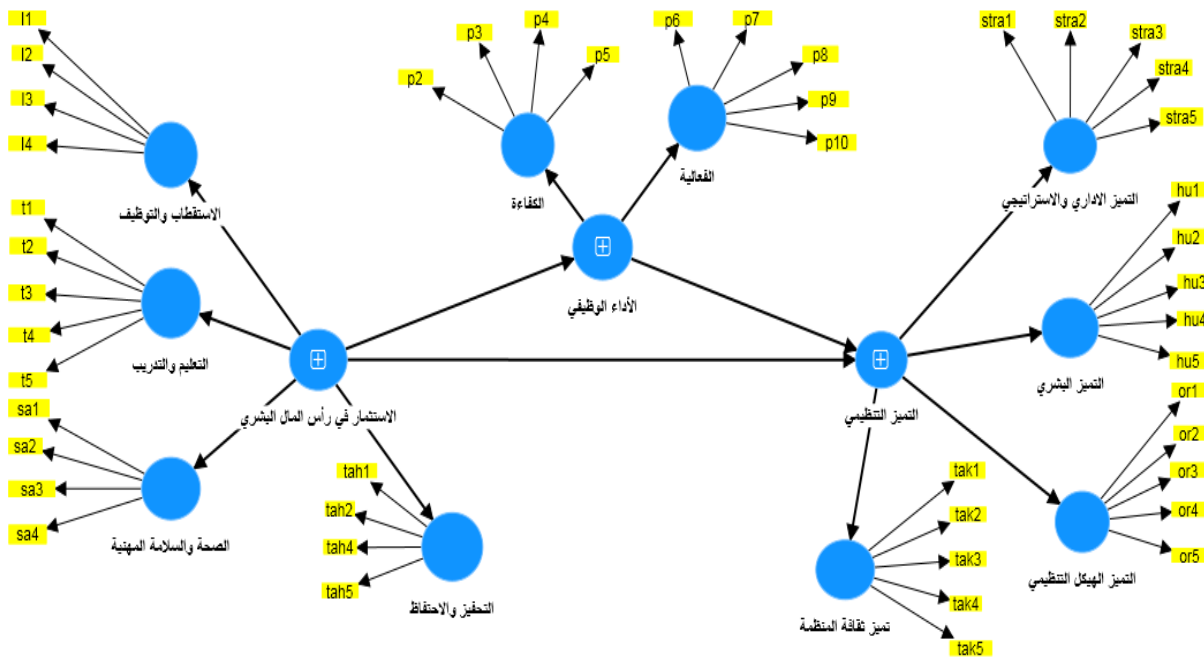 l1
l2
l3
l4
الاستقطاب والتوظيف
t1
t2
t3
t4
t5
التعليم والتدريب
sa1
sa2
sa3
sa4
الصحة والسلامة المهنية
الاستثمار في رأس المال البشري
tah1
tah2
tah4
tah5
التحفيز والاحتفاظ
p2
p3
p4
p5
الكفاءة
p6
p7
p8
p9
p10
الفعالية
الأداء الوظيفي
التميز التنظيمي
stra1
stra2
stra3
stra4
stra5
التميز الاداري والاستراتيجي
hu1
hu2
hu3
hu4
hu5
التميز البشري
or1
or2
or3
or4
or5
التميز الهيكل التنظيمي
tak1
tak2
tak3
tak4
tak5
تميز ثقافة المنظمة